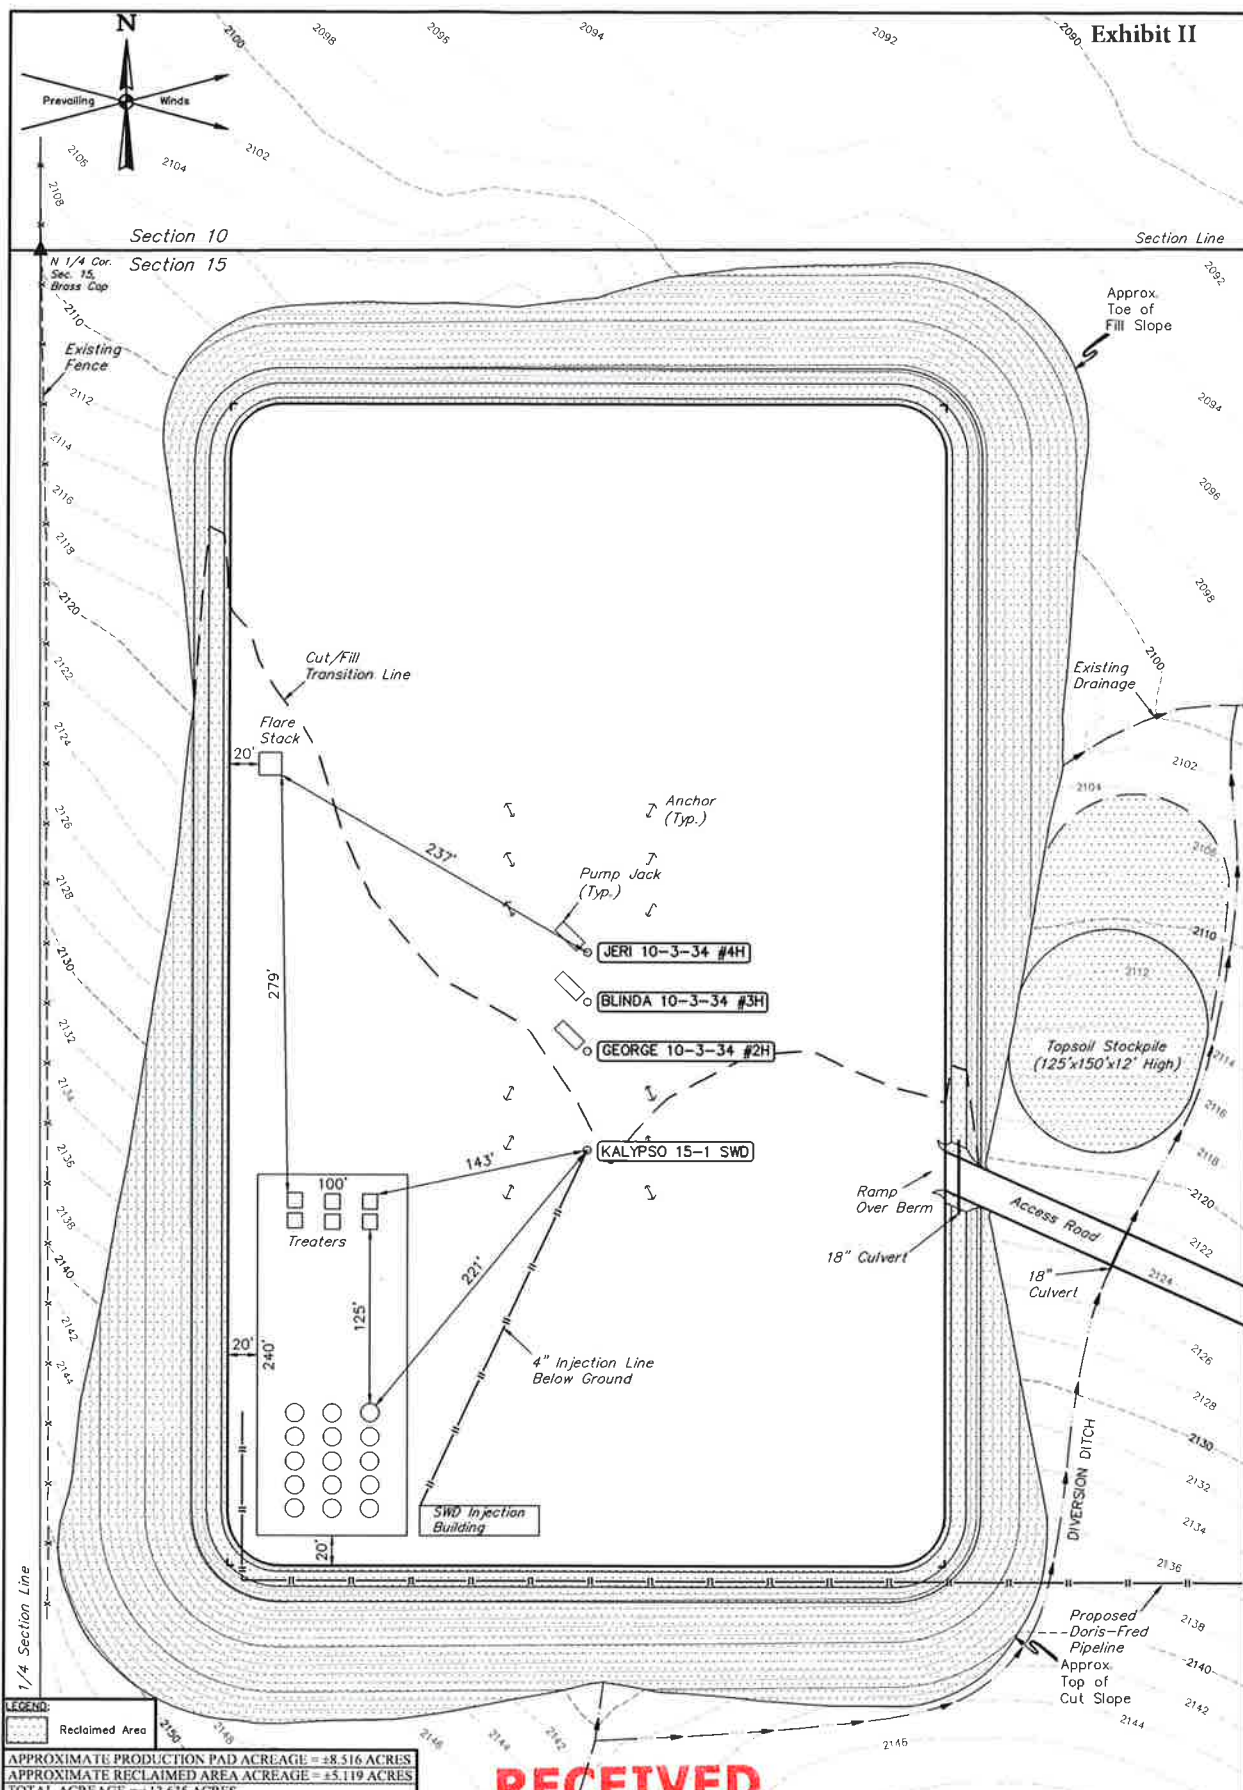 Exhibit II
N
Prevailing Winds
2100
2098
2096
2094
2092
2090
2106
2104
2102
2108
Section 10
Section Line
N 1/4 Cor.
Sec. 15,
Brass Cap
Section 15
2092
2110
Approx.
Toe of
Fill Slope
Existing
Fence
2112
2094
2114
2116
2096
2118
2120
2098
Cut/Fill
Transition Line
2122
2100
Existing
Drainage
Flare
Stack
2124
20'
2102
2104
Anchor
(Typ.)
2126
237'
2106
Pump Jack
(Typ.)
2128
2110
JERI 10-3-34 #4H
2130
279'
2112
BLINDA 10-3-34 #3H
2132
GEORGE 10-3-34 #2H
Topsoil Stockpile
(125'x150'x12' High)
2114
2134
2116
2136
KALYPSO 15-1 SWD
2118
143'
100'
Ramp
Over Berm
Access Road
2120
2138
Treaters
2122
2140
18" Culvert
221'
18"
Culvert
2124
125'
2142
20'
240'
4" Injection Line
Below Ground
2126
2144
2128
2130
DIVERSION DITCH
2132
SWD Injection
Building
2134
20'
2136
1/4 Section Line
Proposed
Doris-Fred
Pipeline
2138
Approx.
Top of
Cut Slope
2140
2142
2144
LEGEND:
Reclaimed Area
2150
2148
2146
2144
2142
2146
APPROXIMATE PRODUCTION PAD ACREAGE = ±8.516 ACRES
APPROXIMATE RECLAIMED AREA ACREAGE = ±5.119 ACRES
TOTAL ACREAGE = ±13.635 ACRES
RECEIVED